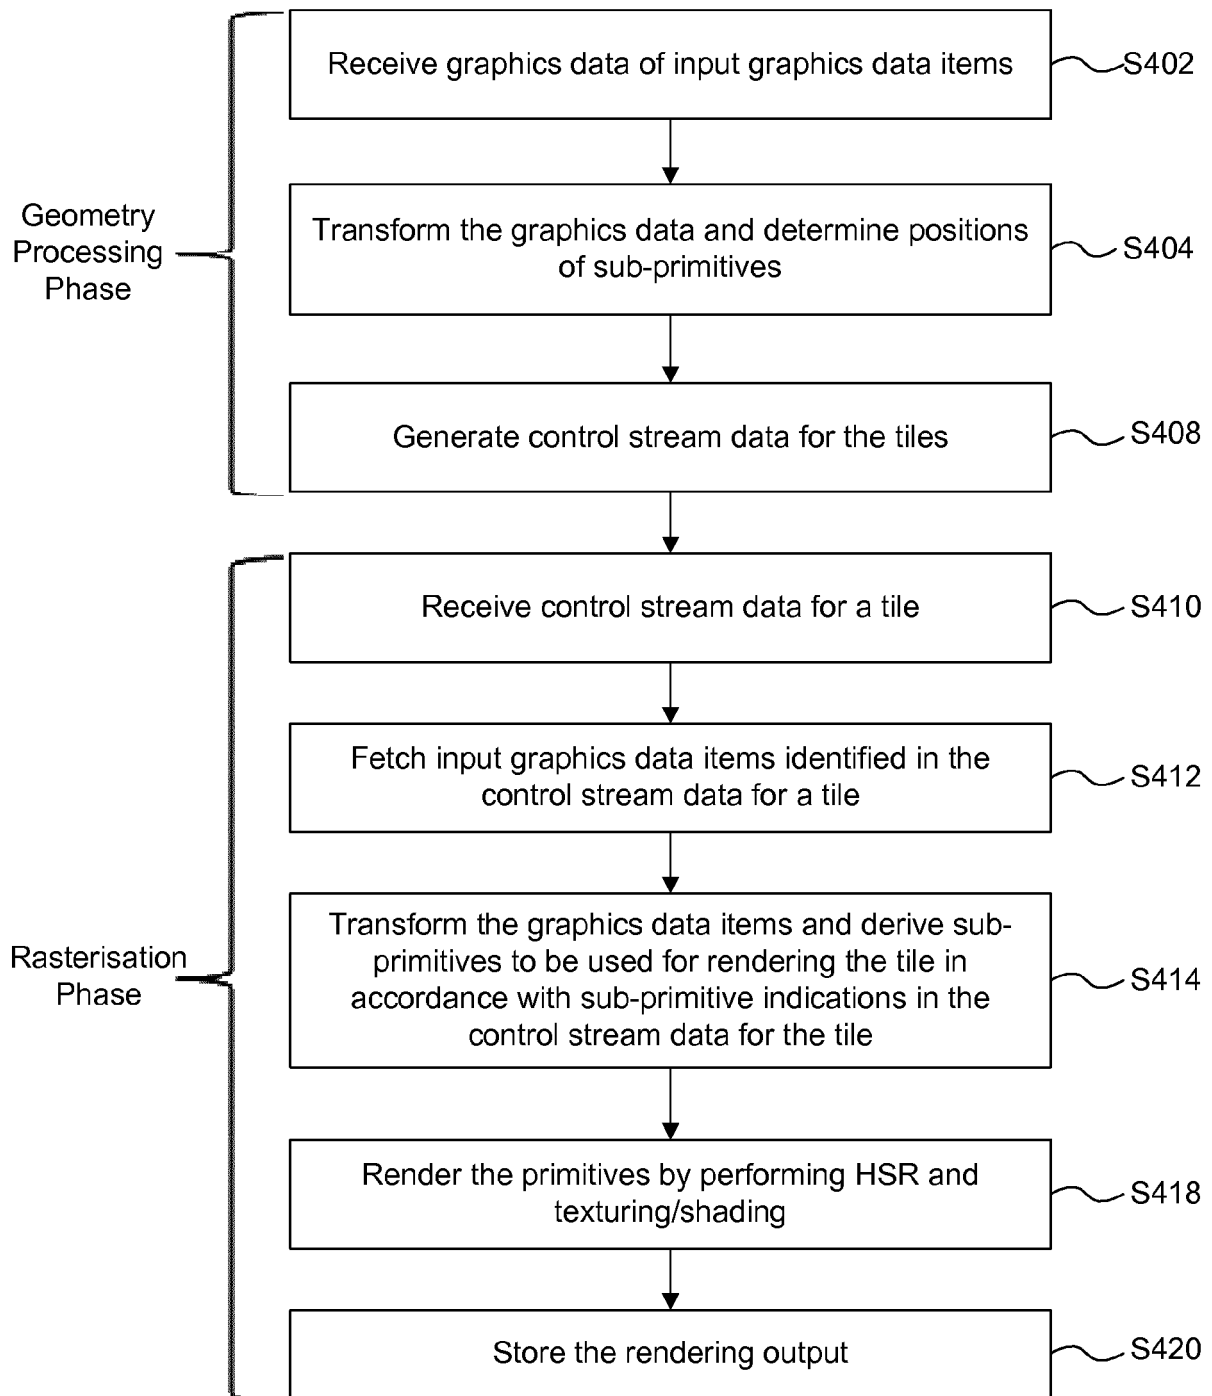 Receive graphics data of input graphics data items
S402
Geometry
Processing
Phase
Transform the graphics data and determine positions
of sub-primitives
S404
Generate control stream data for the tiles
S408
Receive control stream data for a tile
S410
Fetch input graphics data items identified in the
control stream data for a tile
S412
Rasterisation
Phase
Transform the graphics data items and derive sub-
primitives to be used for rendering the tile in
accordance with sub-primitive indications in the
control stream data for the tile
S414
Render the primitives by performing HSR and
texturing/shading
S418
Store the rendering output
S420